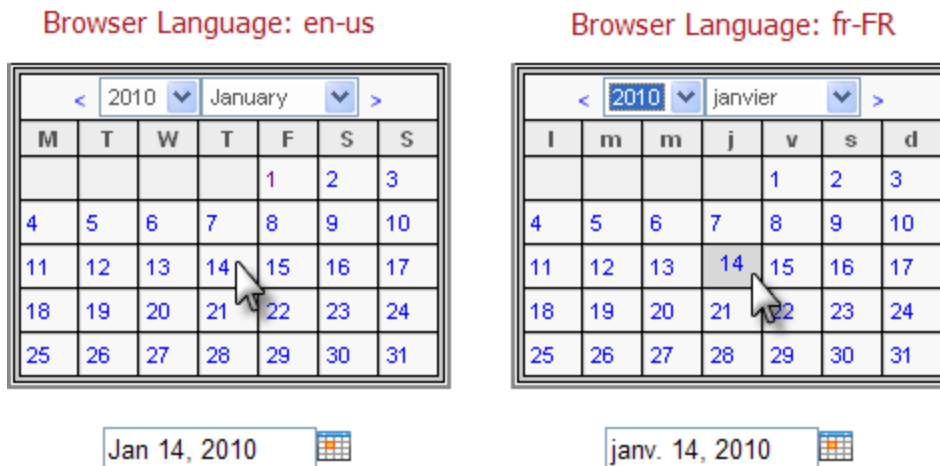 Browser Language: en-us
< 2010 January >
M T W T F S S
1 2 3
4 5 6 7 8 9 10
11 12 13 14 15 16 17
18 19 20 21 22 23 24
25 26 27 28 29 30 31
Jan 14, 2010
Browser Language: fr-FR
< 2010 janvier >
l m m j v s d
1 2 3
4 5 6 7 8 9 10
11 12 13 14 15 16 17
18 19 20 21 22 23 24
25 26 27 28 29 30 31
janv. 14, 2010